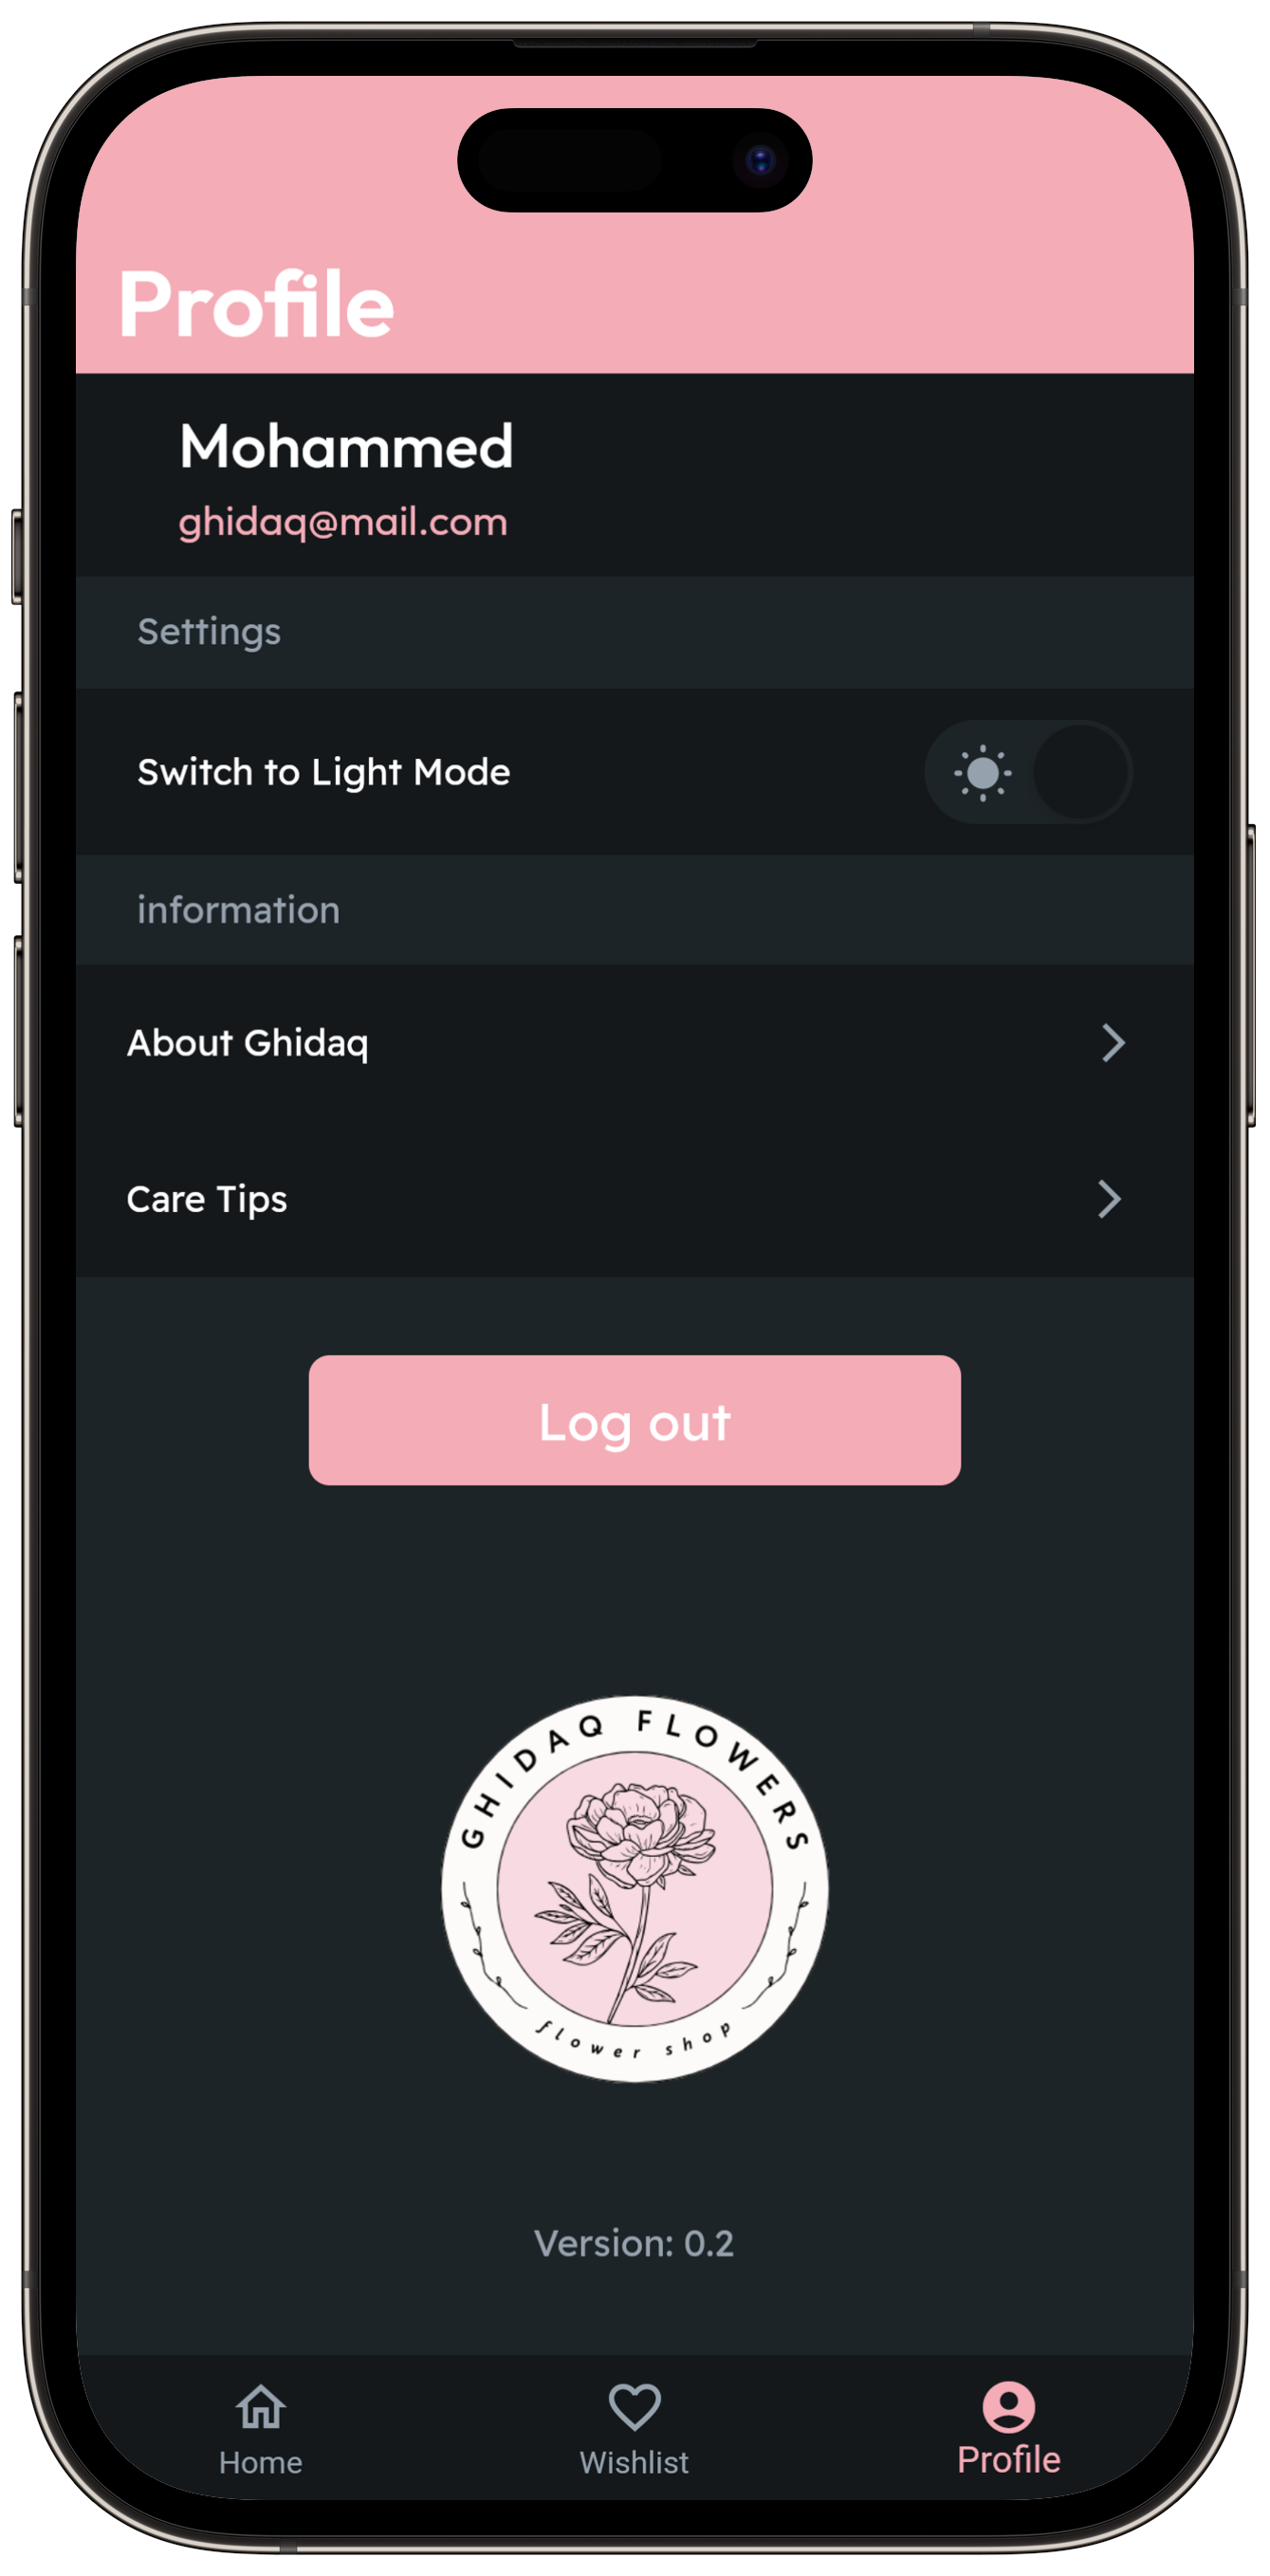 Profile
Mohammed
ghidaq@mail.com
Settings
Switch to Light Mode
information
About Ghidaq
Care Tips
Log out
GHIDAQ FLOWERS
flower shop
Version: 0.2
Home
Wishlist
Profile